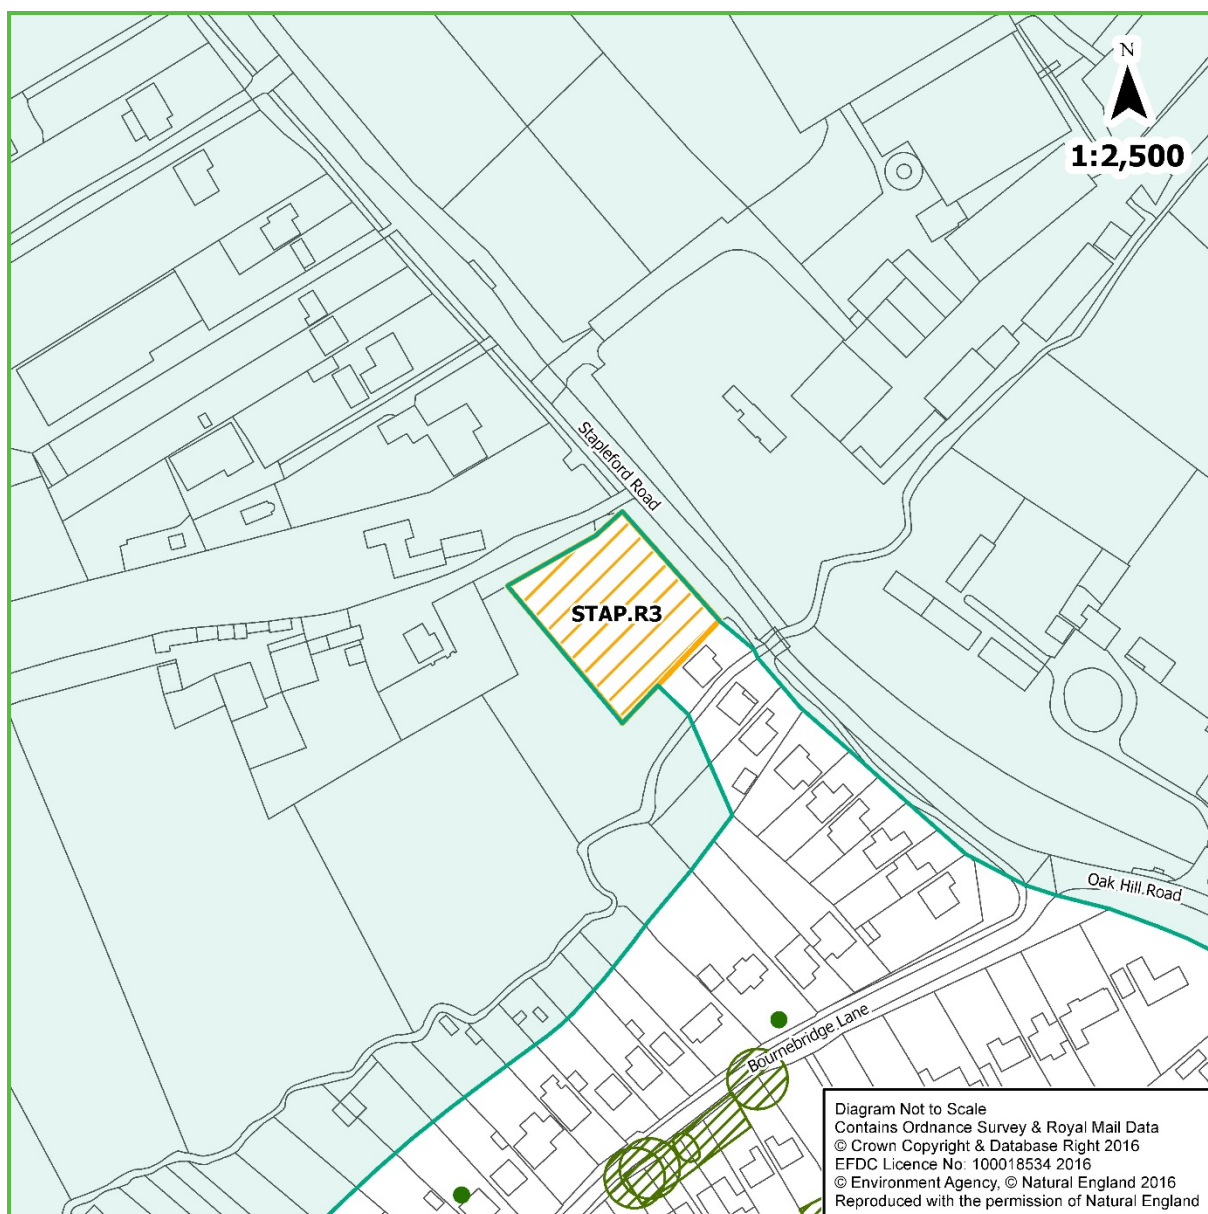 N
1:2,500
Stapleford Road
STAP.R3
Oak Hill Road
Bournebridge Lane
Diagram Not to Scale
Contains Ordnance Survey & Royal Mail Data
© Crown Copyright & Database Right 2016
EFDC Licence No: 100018534 2016
© Environment Agency, © Natural England 2016
Reproduced with the permission of Natural England